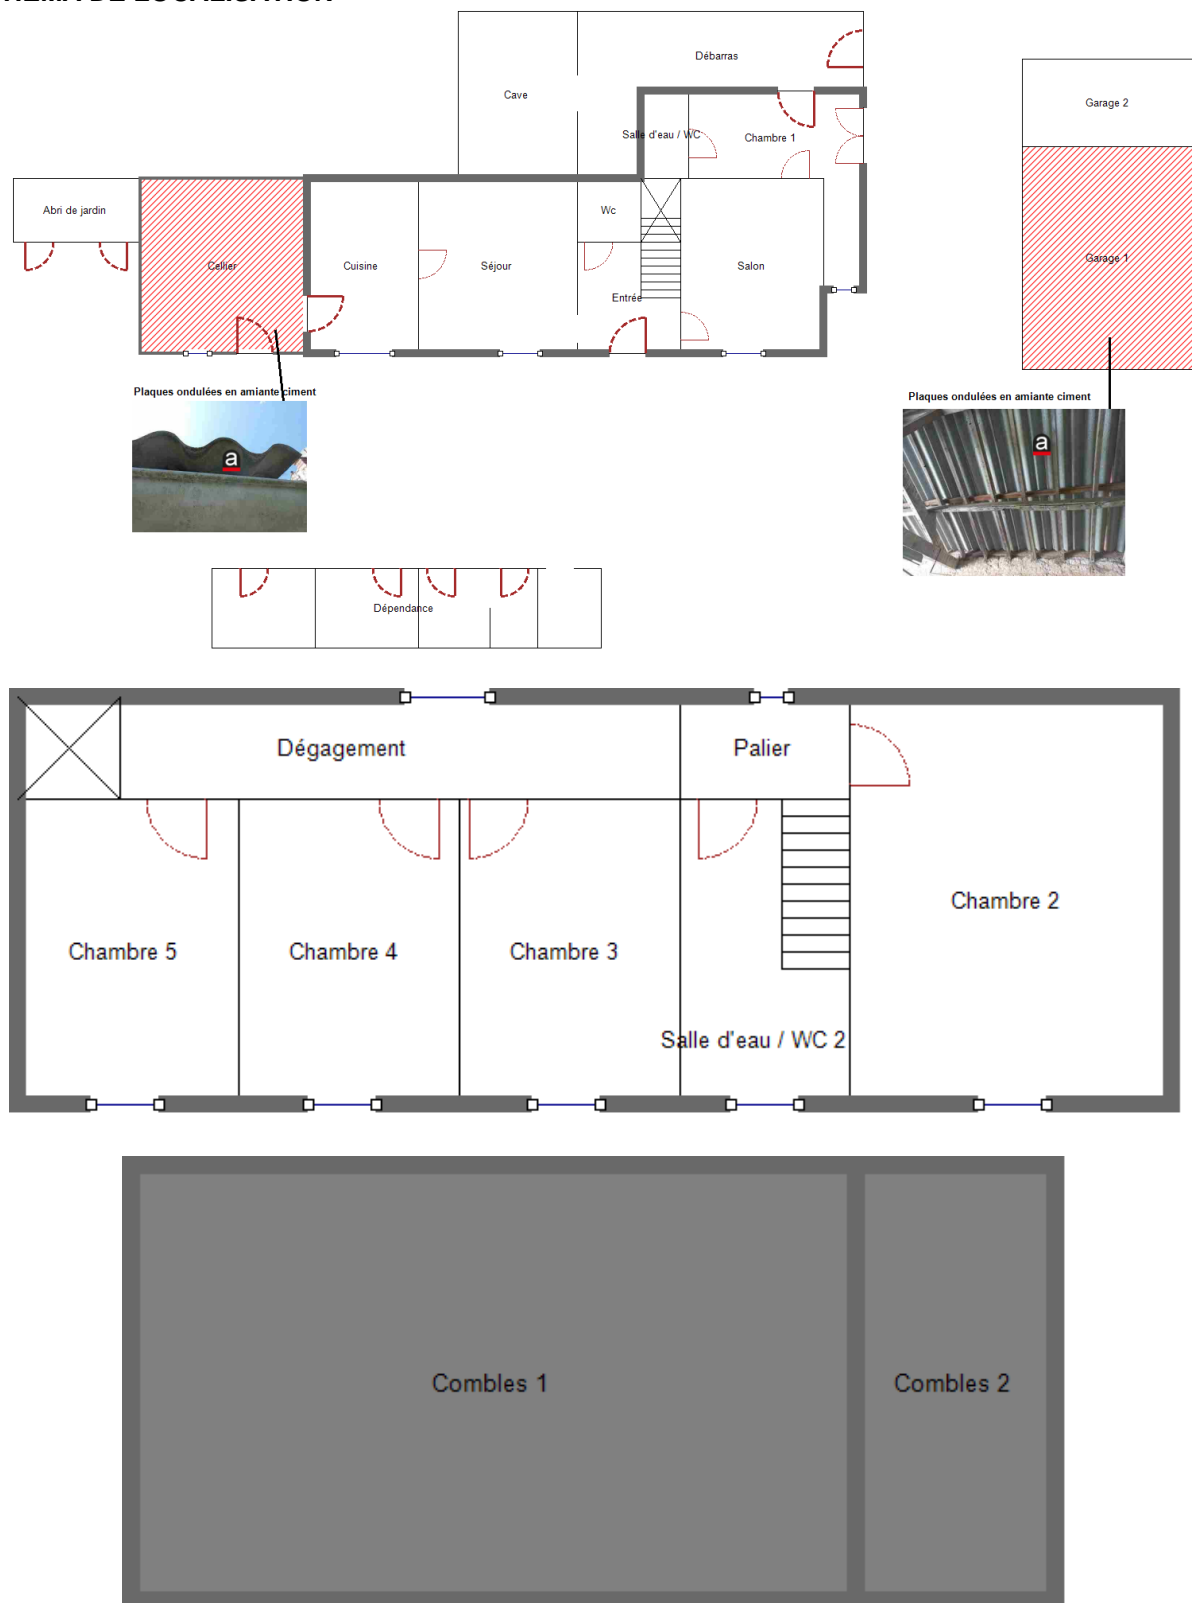 Débarras
Cave
Garage 2
Salle d'eau / WC
Chambre 1
Abri de jardin
Wc
Cellier
Cuisine
Séjour
Salon
Garage 1
Entrée
Plaques ondulées en amiante ciment
Plaques ondulées en amiante ciment
a
a
Dépendance
Dégagement
Palier
Chambre 2
Chambre 5
Chambre 4
Chambre 3
Salle d'eau / WC 2
Combles 1
Combles 2